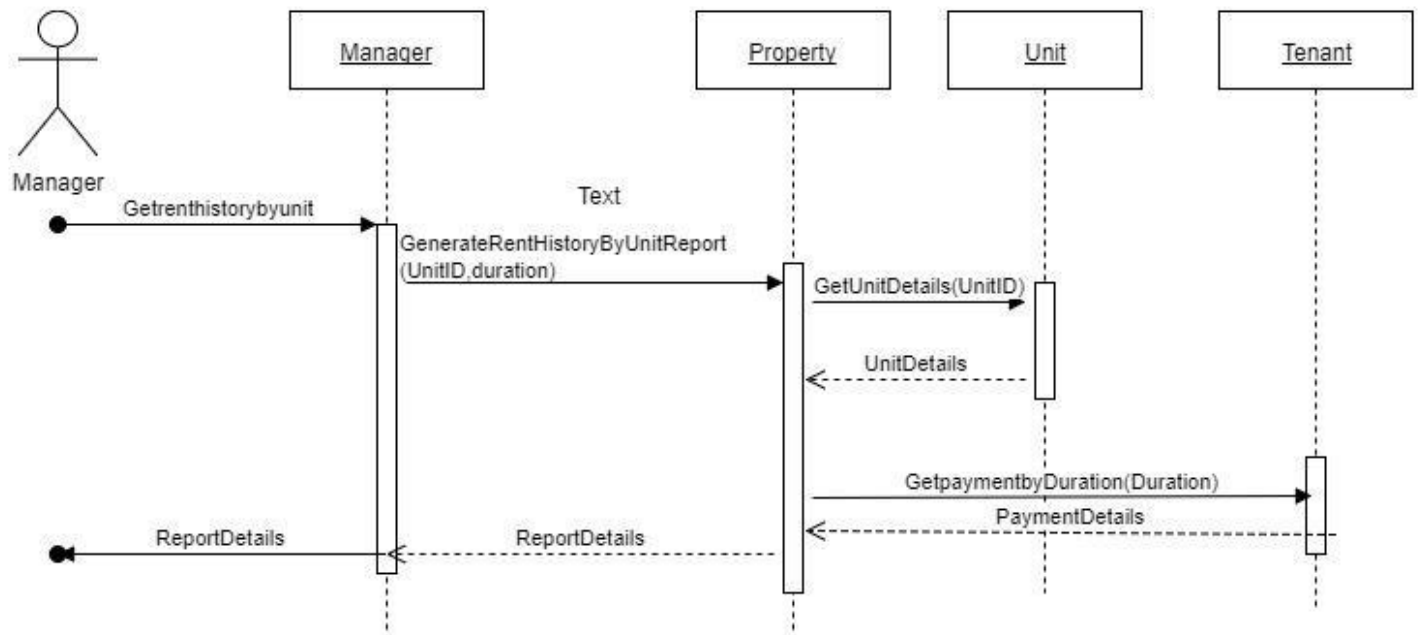 Manager
Property
Unit
Tenant
Manager
Text
Getrenthistorybyunit
GenerateRentHistoryByUnitReport
(UnitID,duration)
GetUnitDetails(UnitID)
UnitDetails
GetpaymentbyDuration(Duration)
PaymentDetails
ReportDetails
ReportDetails